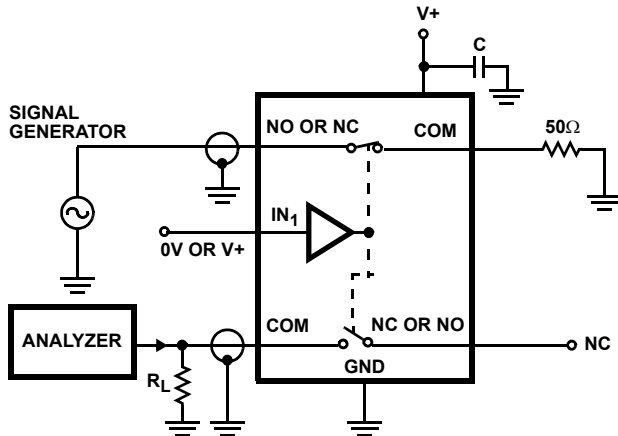 V+
C
SIGNAL
GENERATOR
NO OR NC
COM
50Ω
IN1
0V OR V+
ANALYZER
COM
NC OR NO
NC
RL
GND